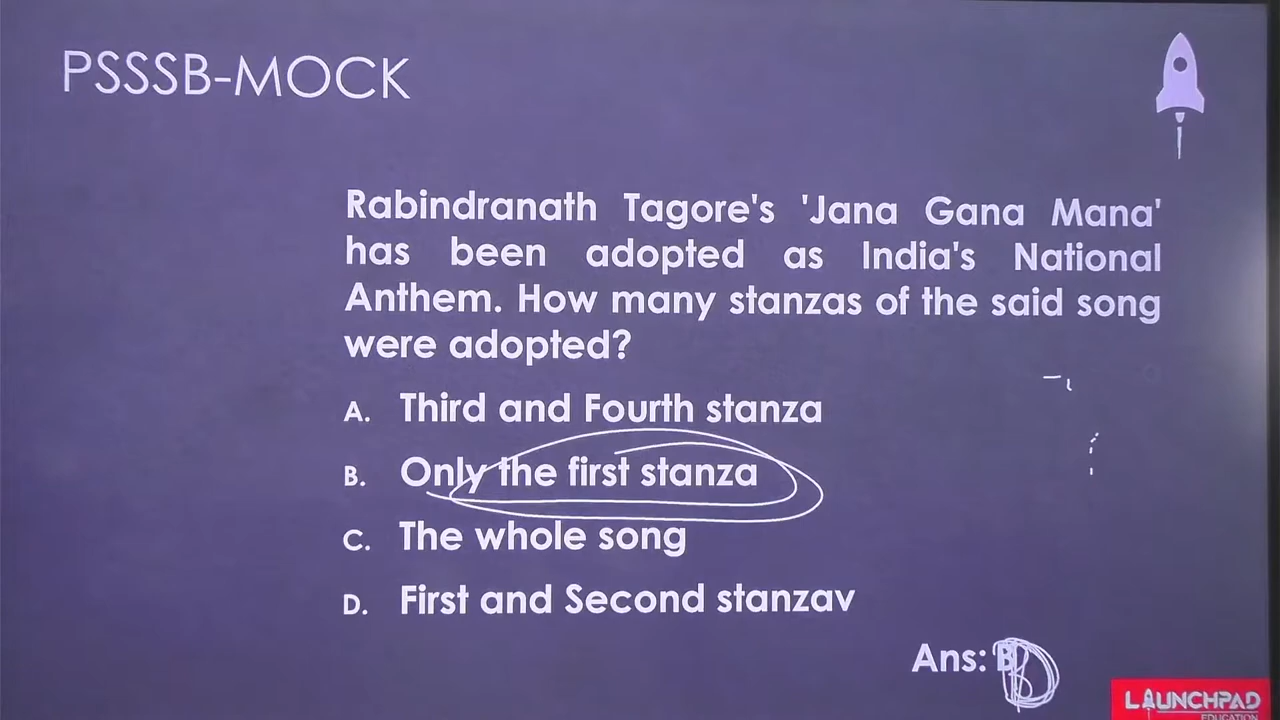 PSSSB-MOCK
Rabindranath Tagore's 'Jana Gana Mana'
has been adopted as India's National
Anthem. How many stanzas of the said song
were adopted?
A. Third and Fourth stanza
B. Only the first stanza
C. The whole song
D. First and Second stanzav
Ans: B
LAUNCHPAD
EDUCATION